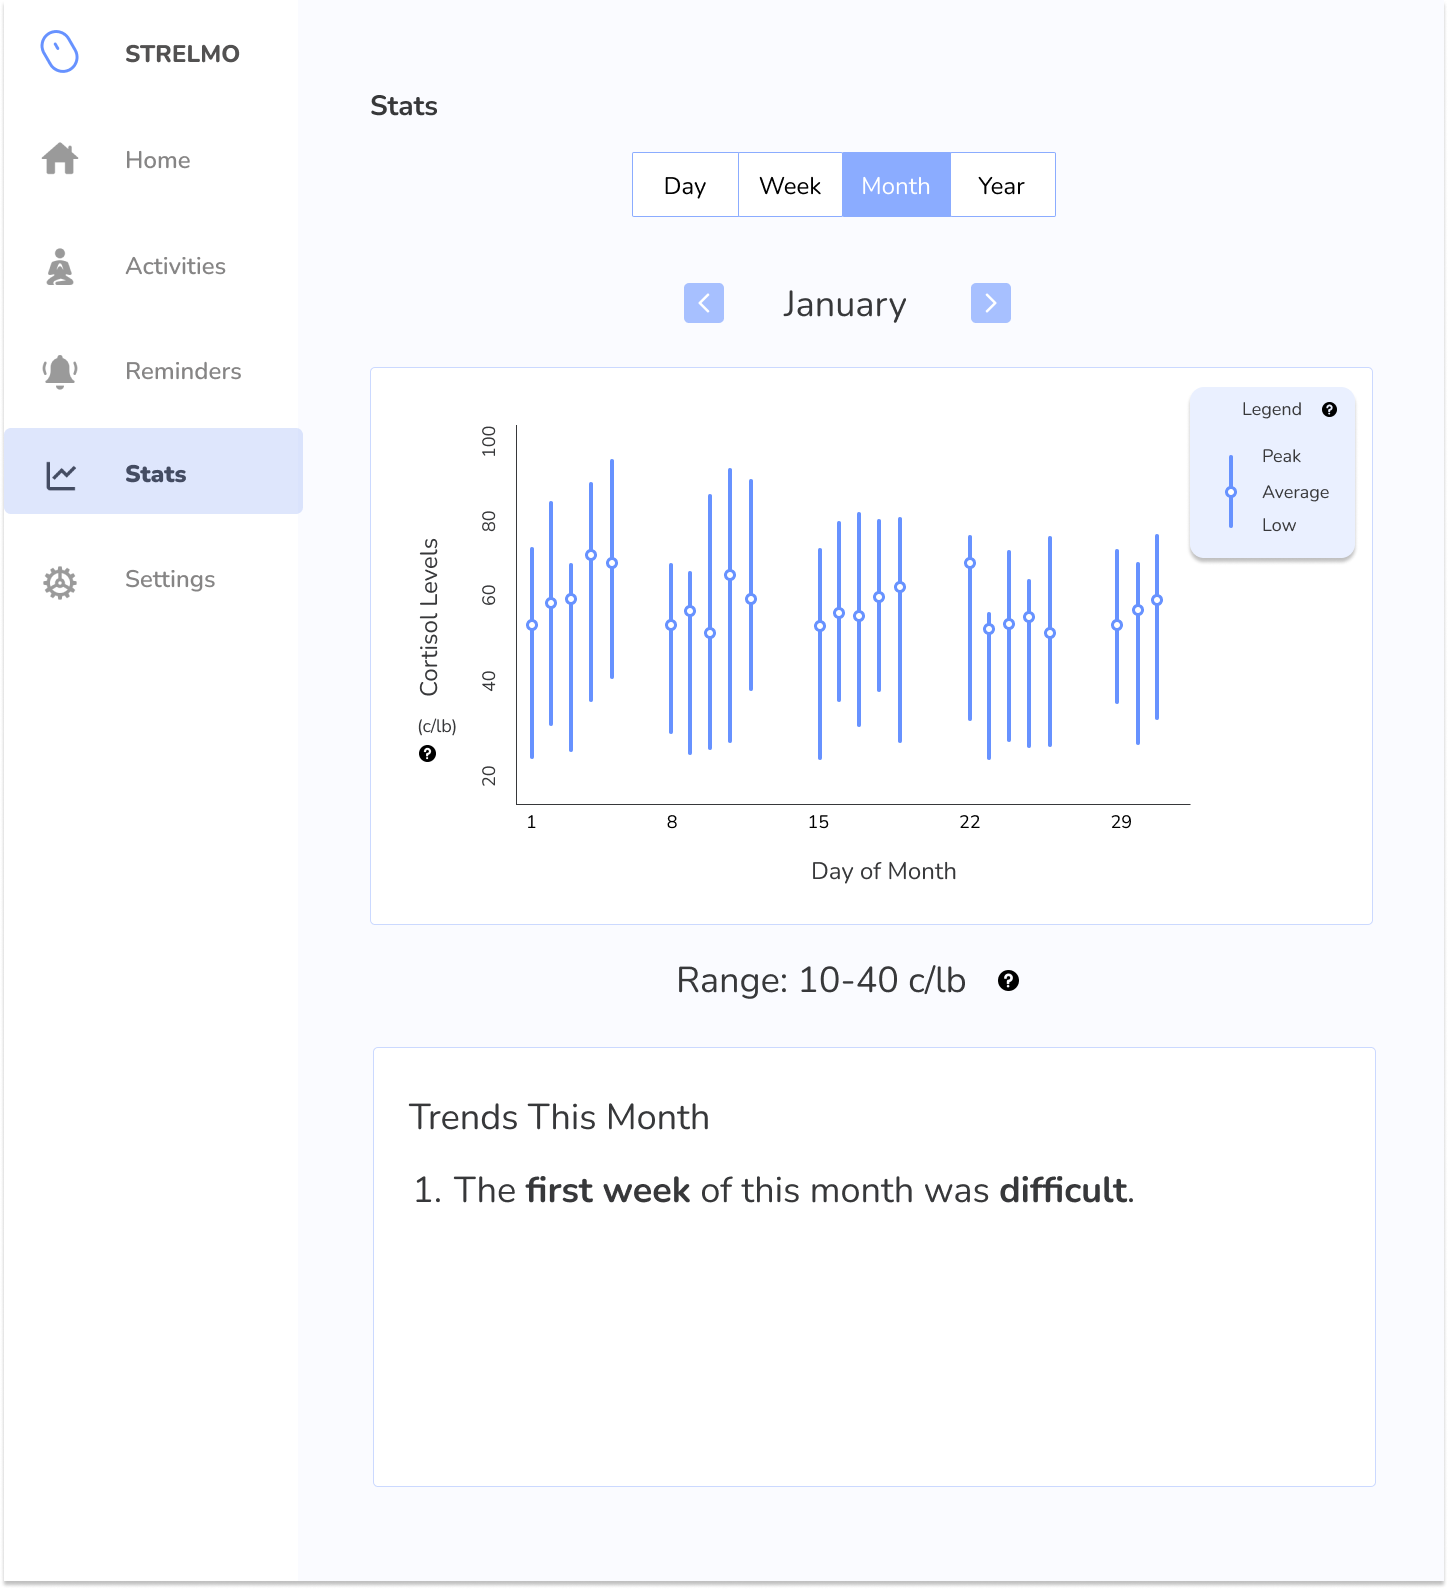 STRELMO
Home
Activities
Reminders
Stats
Settings
Stats
Day Week Month Year
January
Legend ?
Peak
Average
Low
100
80
60
40
20
Cortisol Levels
(c/lb)
?
1 8 15 22 29
Day of Month
Range: 10-40 c/lb ?
Trends This Month
1. The first week of this month was difficult.